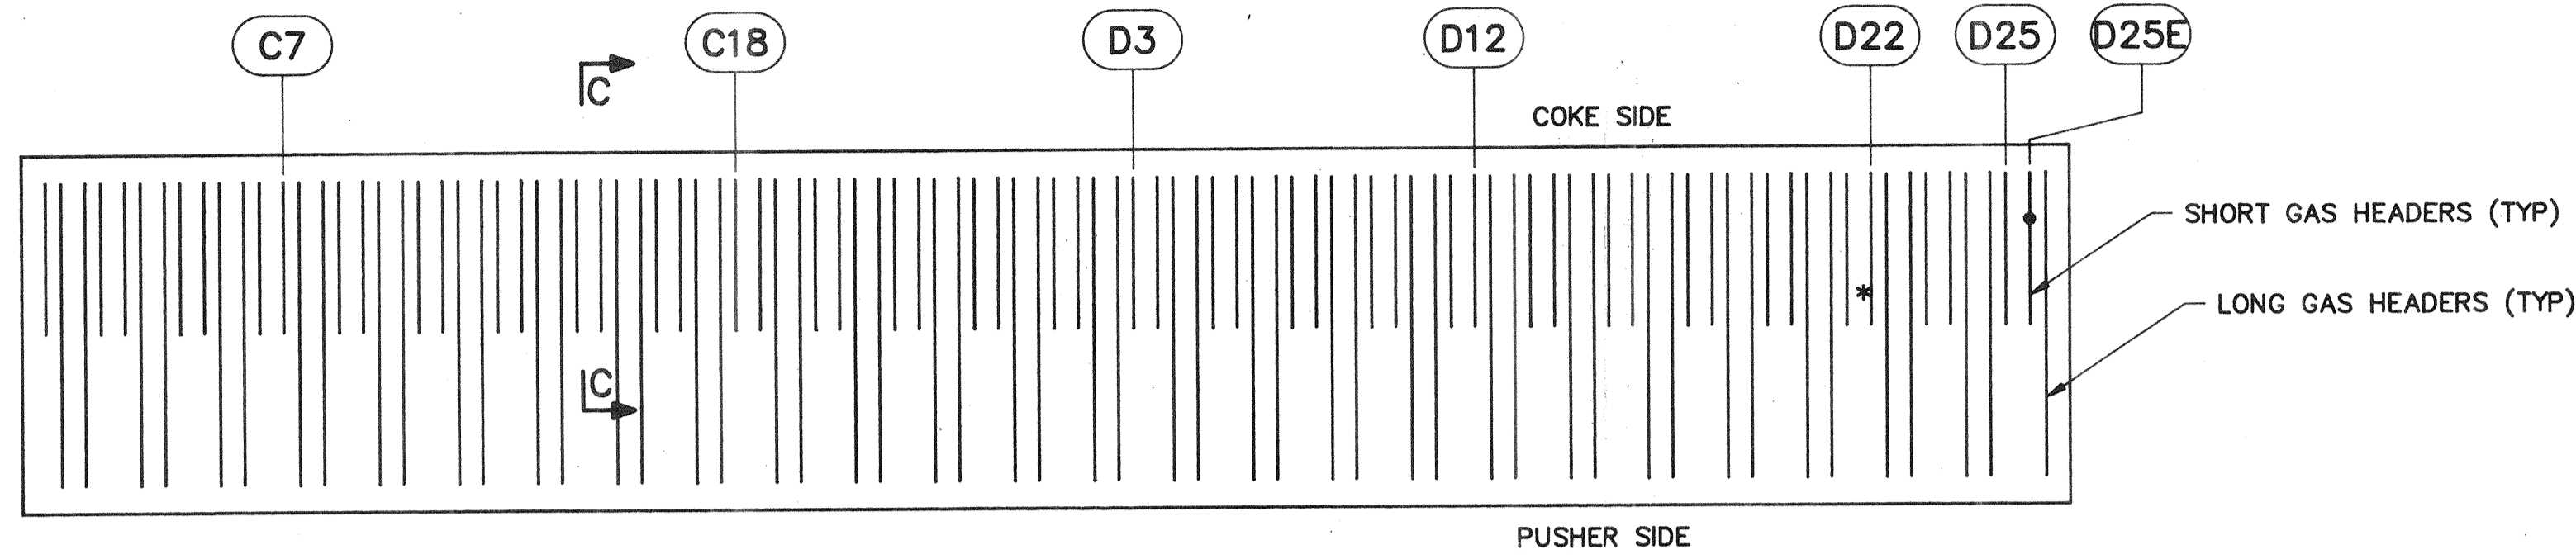 C7
C18
D3
D12
D22
D25
D25E
C
COKE SIDE
SHORT GAS HEADERS (TYP)
*
LONG GAS HEADERS (TYP)
C
PUSHER SIDE